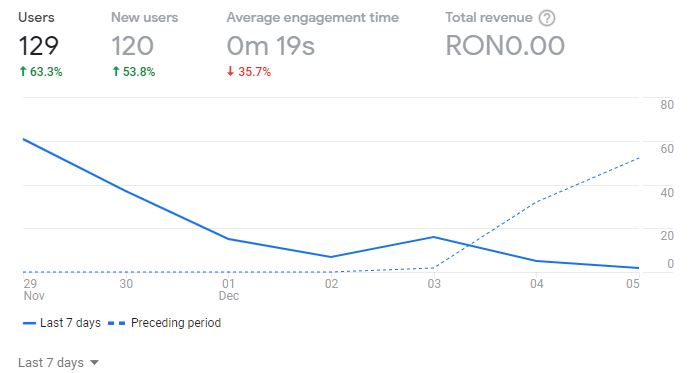 Users
129
↑ 63.3%
New users
120
↑ 53.8%
Average engagement time
0m 19s
↓ 35.7%
Total revenue ?
RON0.00
80
60
40
20
0
29 Nov
30
01 Dec
02
03
04
05
Last 7 days
Preceding period
Last 7 days